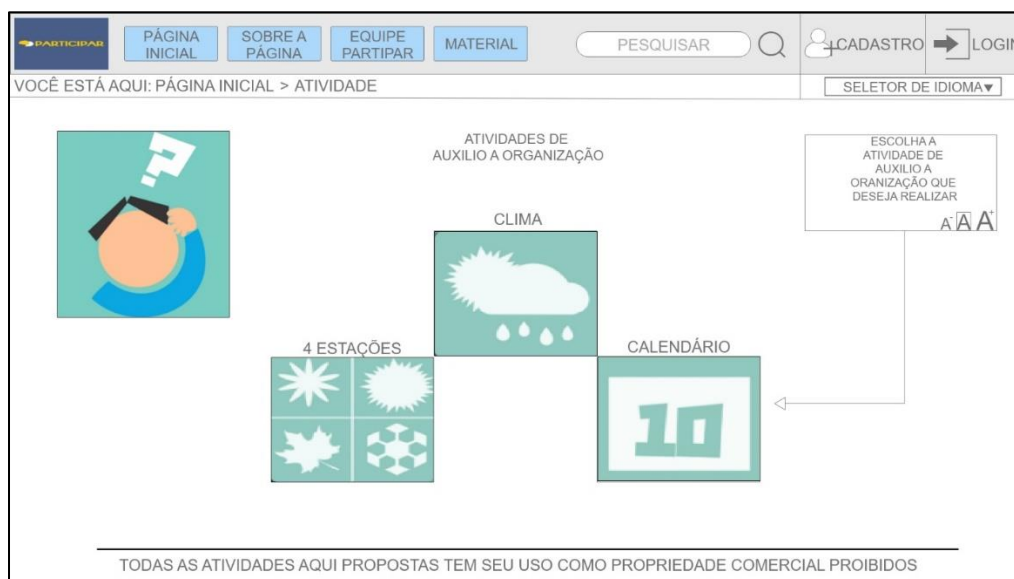 PARTICIPAR
PÁGINA
INICIAL
SOBRE A
PÁGINA
EQUIPE
PARTIPAR
MATERIAL
PESQUISAR
CADASTRO
LOGIN
VOCÊ ESTÁ AQUI: PÁGINA INICIAL > ATIVIDADE
SELETOR DE IDIOMA▼
?
ATIVIDADES DE
AUXILIO A ORGANIZAÇÃO
ESCOLHA A
ATIVIDADE DE
AUXILIO A
ORANIZAÇÃO QUE
DESEJA REALIZAR
A- A A+
CLIMA
4 ESTAÇÕES
CALENDÁRIO
10
TODAS AS ATIVIDADES AQUI PROPOSTAS TEM SEU USO COMO PROPRIEDADE COMERCIAL PROIBIDOS